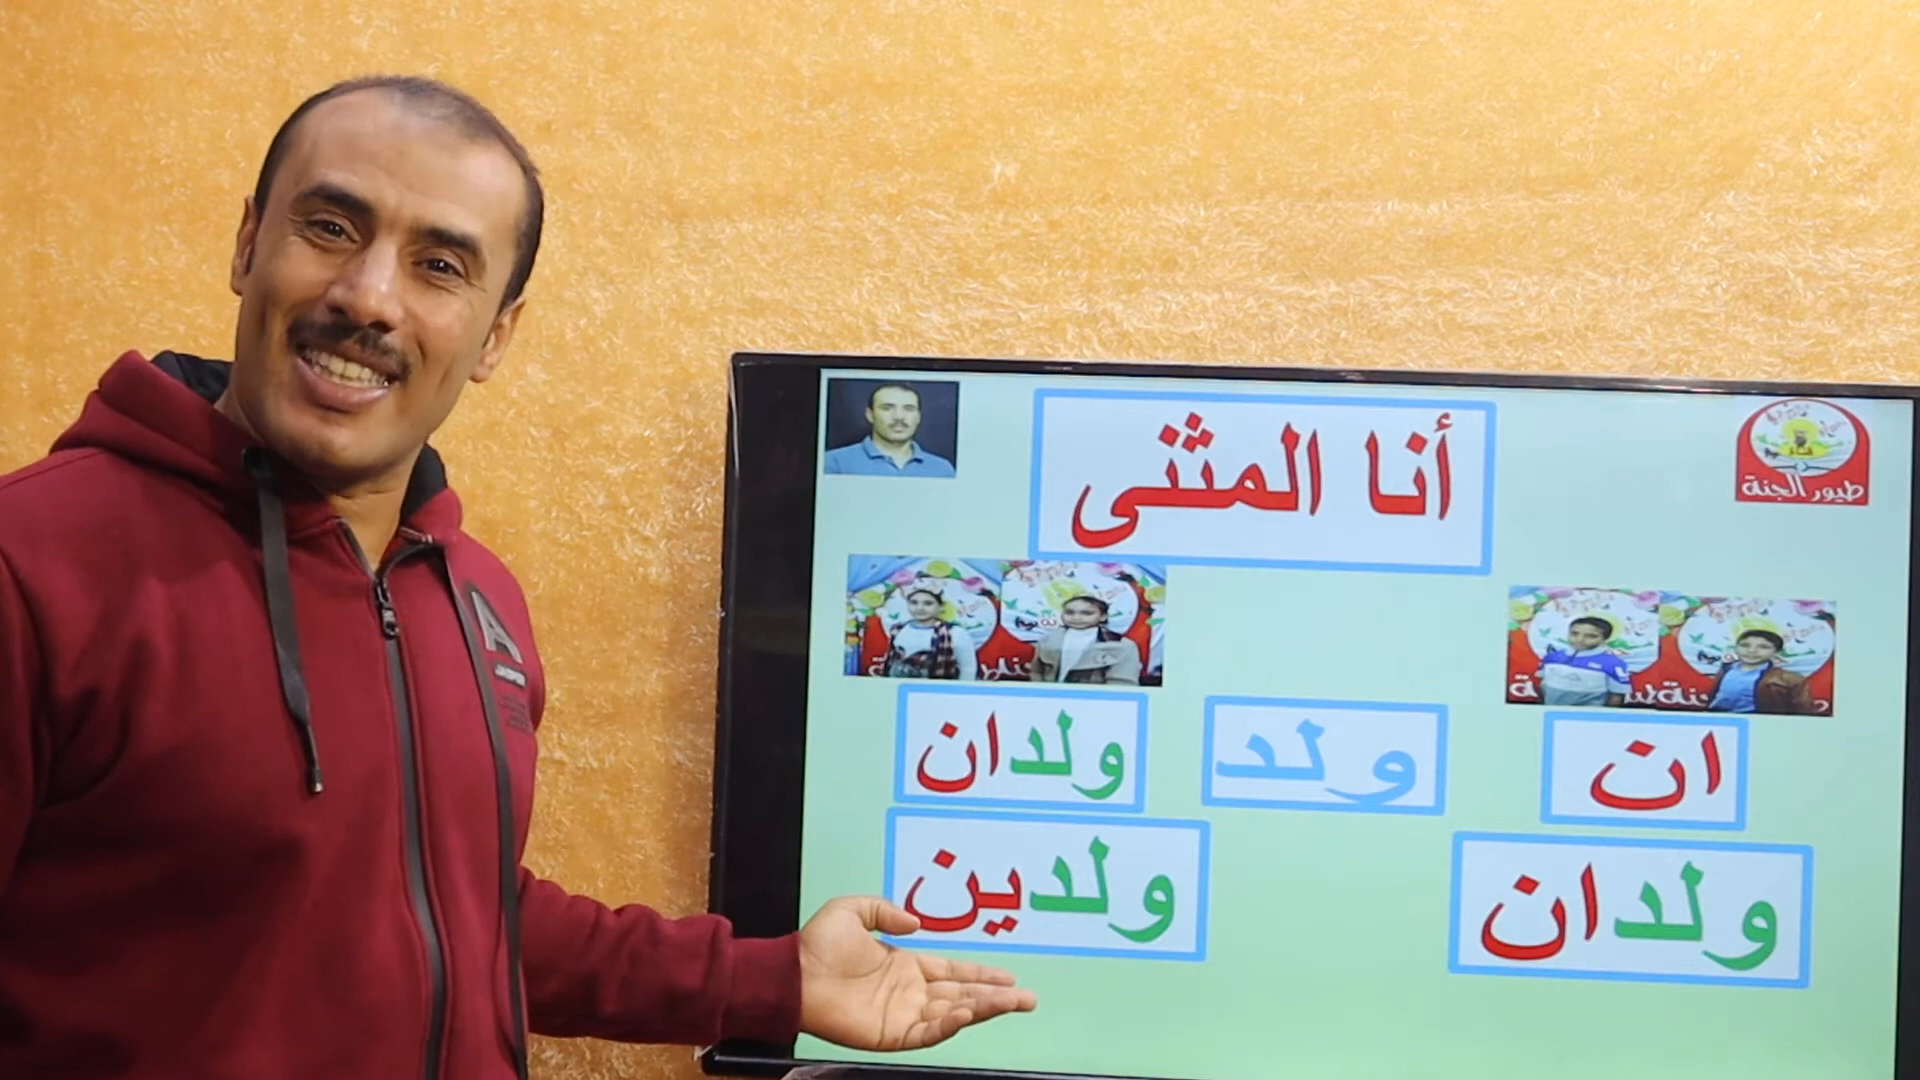 أنا المثنى
طيور الجنة
ان
ولد
ولدان
ولدان
ولدين
A